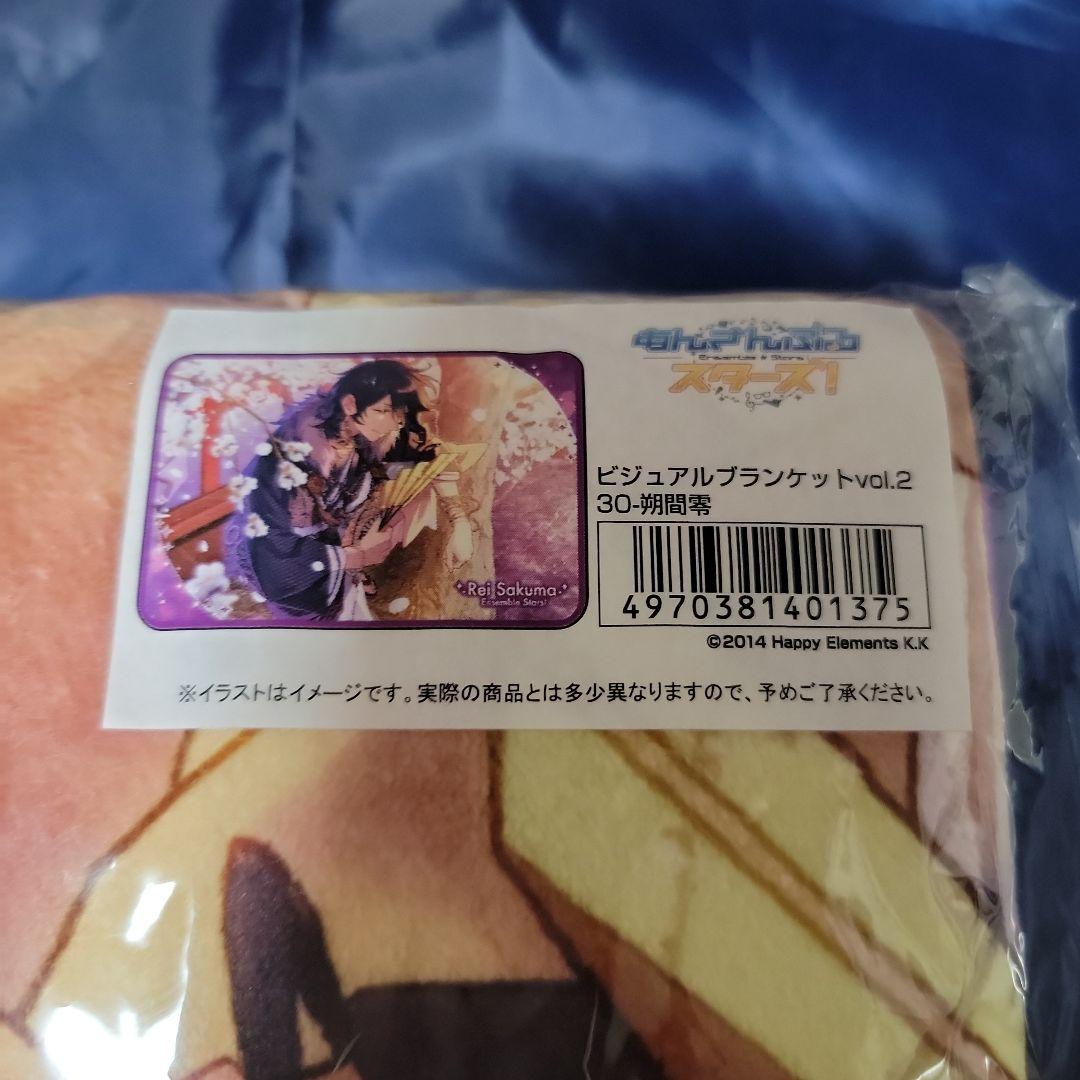 あんさんぶる
Ensemble Stars!
スターズ!
ビジュアルブランケットvol.2
30-朔間零
Rei Sakuma
Ensemble Stars!
4970381401375
©2014 Happy Elements K.K
※イラストはイメージです。実際の商品とは多少異なりますので、予めご了承ください。